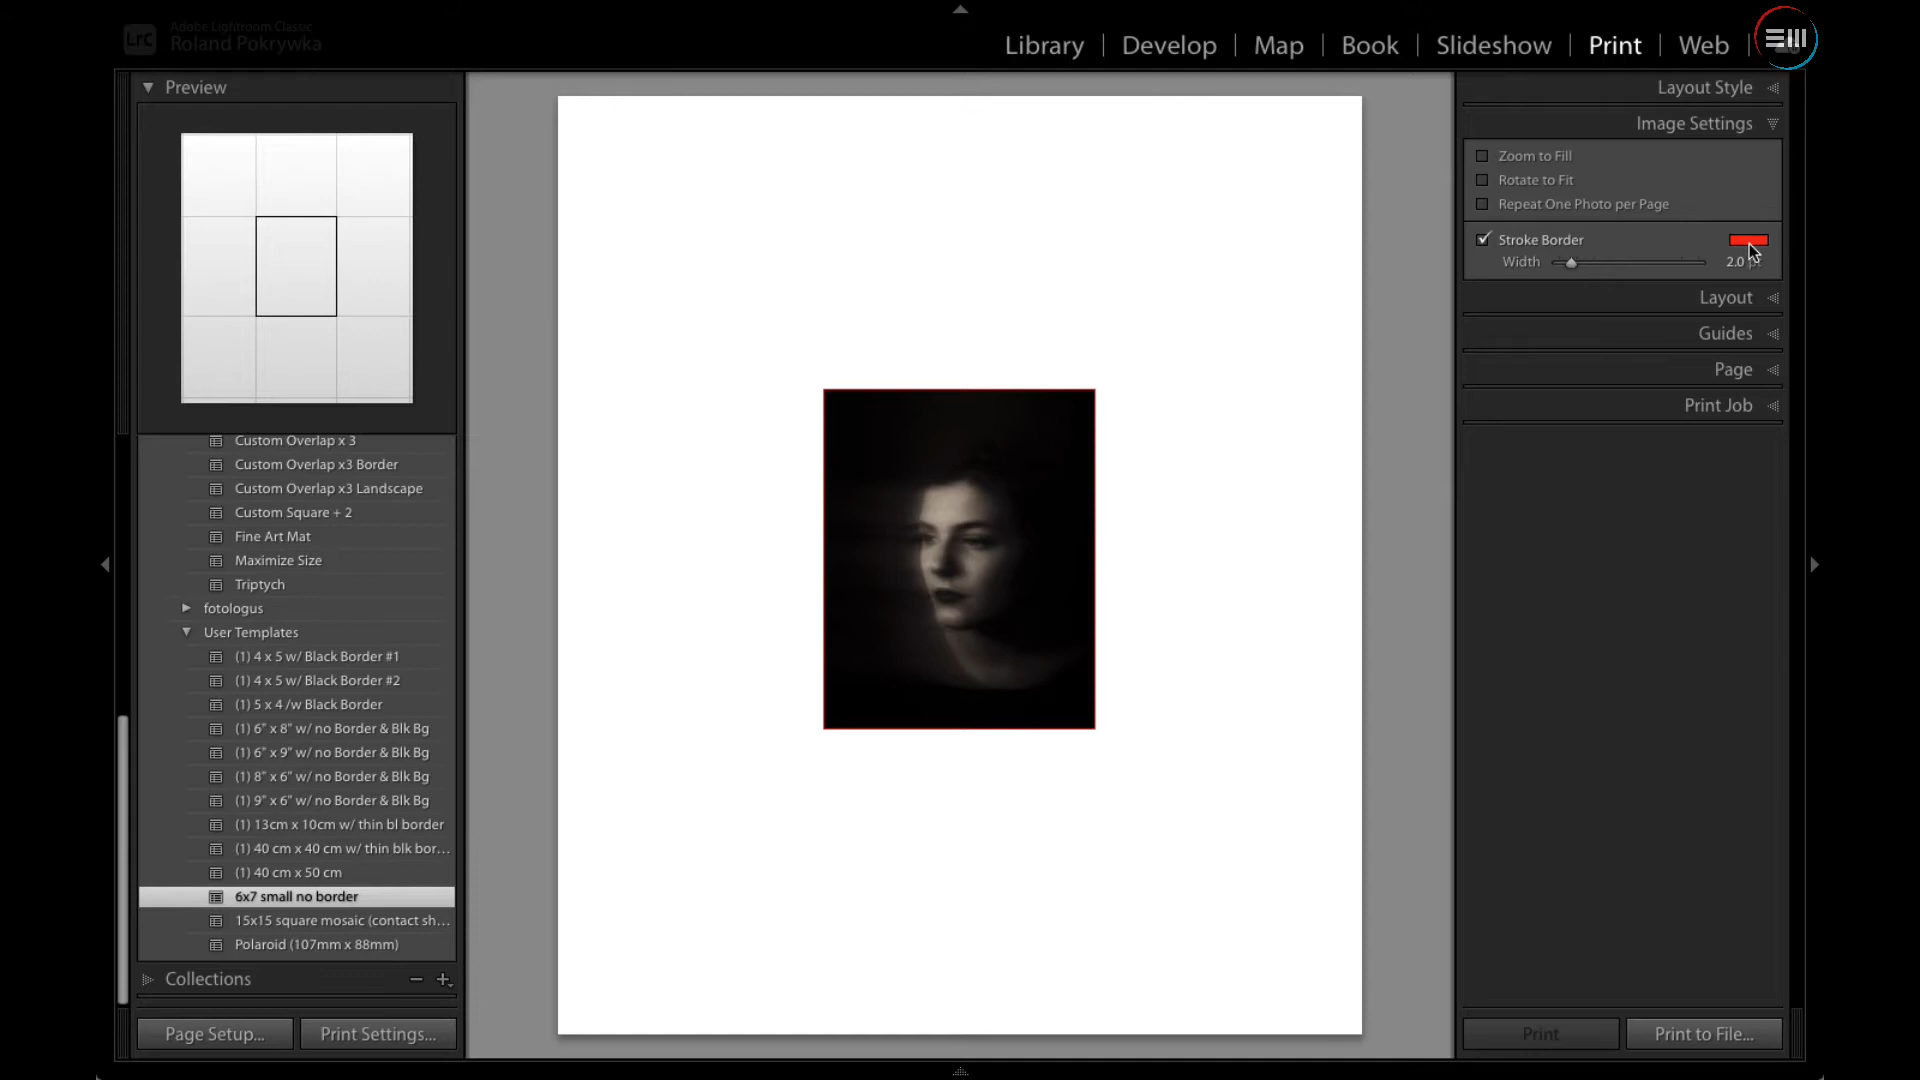 Adobe Lightroom Classic
LrC
Roland Pokrywka
Library
Develop
Map
Book
Slideshow
Print
Web
Preview
Custom Overlap x 3
Custom Overlap x3 Border
Custom Overlap x3 Landscape
Custom Square + 2
Fine Art Mat
Maximize Size
Triptych
fotologus
User Templates
(1) 4 x 5 w/ Black Border #1
(1) 4 x 5 w/ Black Border #2
(1) 5 x 4 /w Black Border
(1) 6" x 8" w/ no Border & Blk Bg
(1) 6" x 9" w/ no Border & Blk Bg
(1) 8" x 6" w/ no Border & Blk Bg
(1) 9" x 6" w/ no Border & Blk Bg
(1) 13cm x 10cm w/ thin bl border
(1) 40 cm x 40 cm w/ thin blk bor...
(1) 40 cm x 50 cm
6x7 small no border
15x15 square mosaic (contact sh...
Polaroid (107mm x 88mm)
Collections
Page Setup...
Print Settings...
Layout Style
Image Settings
Zoom to Fill
Rotate to Fit
Repeat One Photo per Page
Stroke Border
Width 2.0
Layout
Guides
Page
Print Job
Print
Print to File...